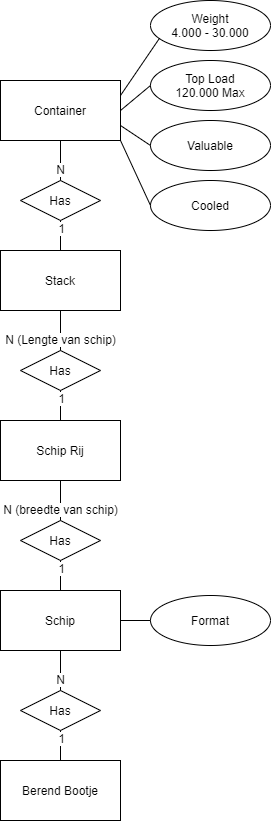 Weight
4.000 - 30.000
Top Load
120.000 Max
Container
Valuable
N
Has
Cooled
1
Stack
N (Lengte van schip)
Has
1
Schip Rij
N (breedte van schip)
Has
1
Schip
Format
N
Has
1
Berend Bootje